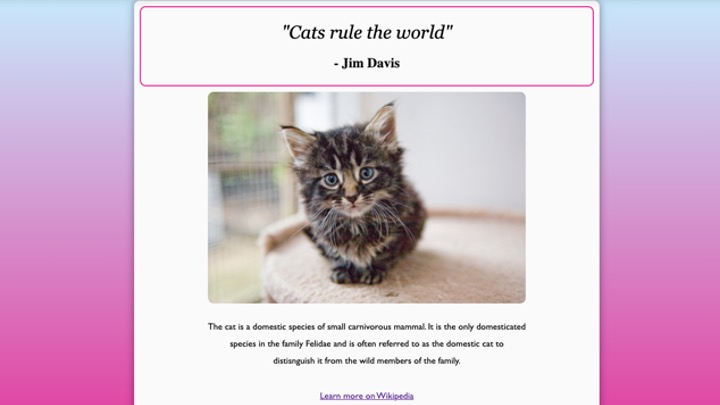 "Cats rule the world"
- Jim Davis
The cat is a domestic species of small carnivorous mammal. It is the only domesticated
species in the family Felidae and is often referred to as the domestic cat to
distisnguish it from the wild members of the family.
Learn more on Wikipedia